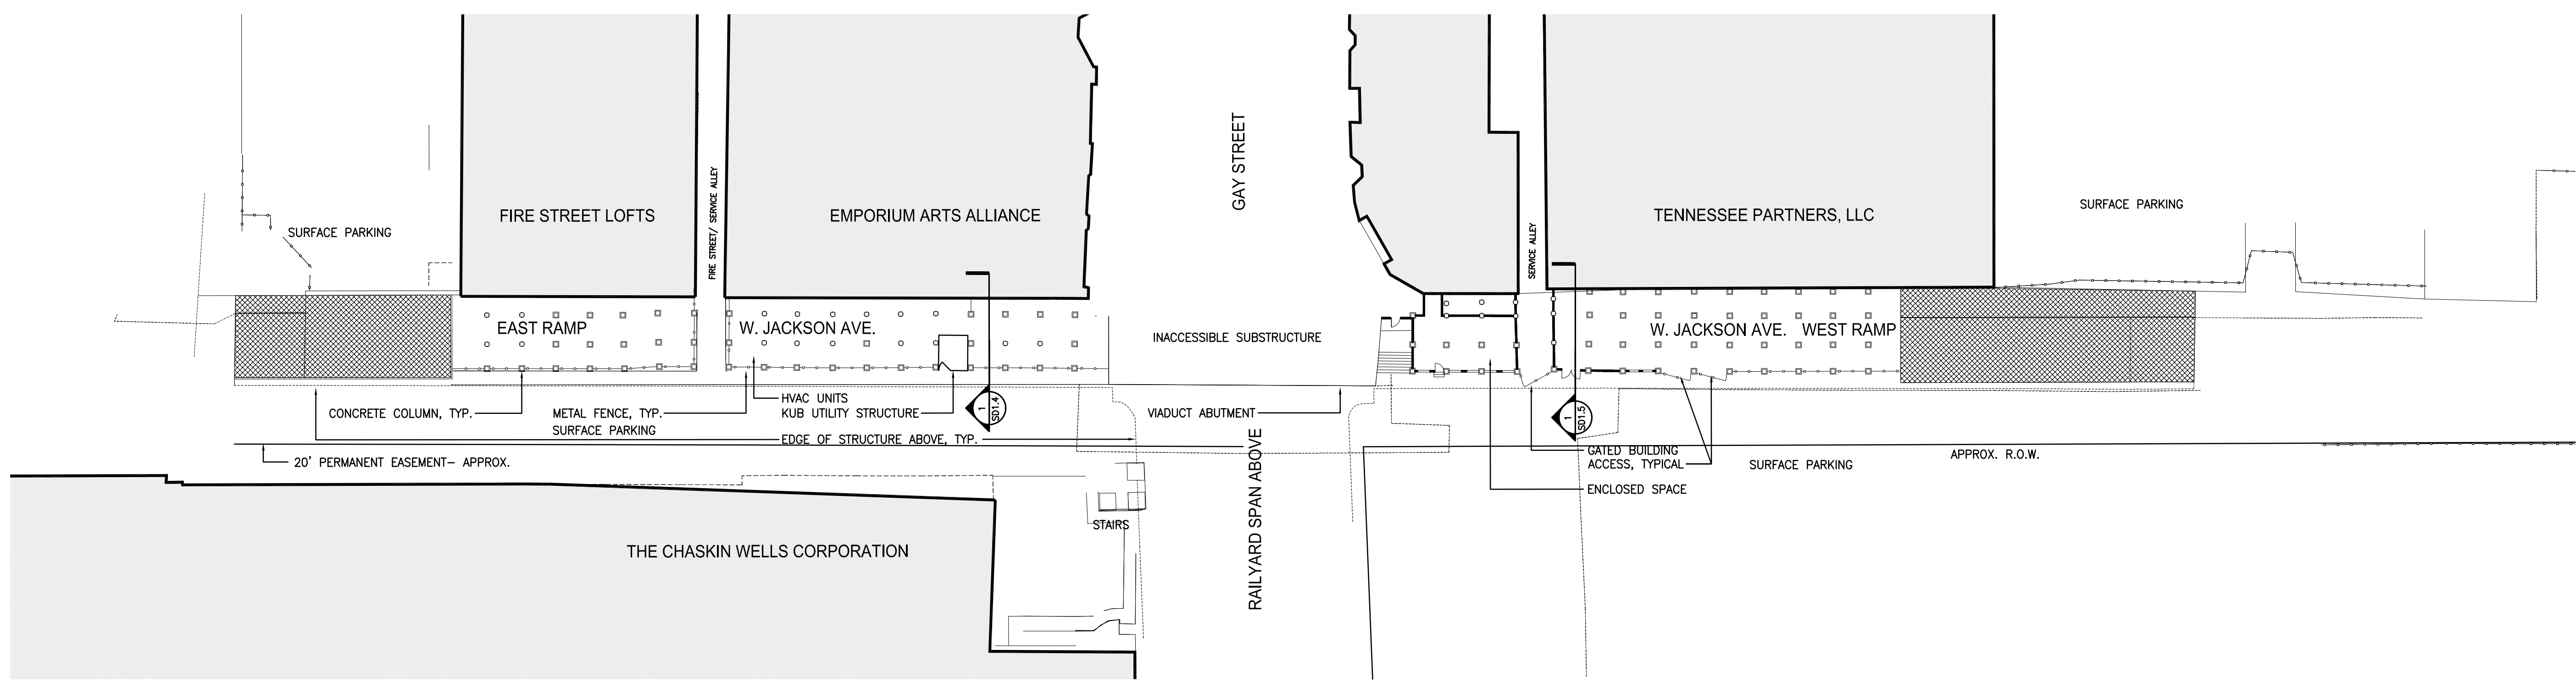 GAY STREET
FIRE STREET/ SERVICE ALLEY
SERVICE ALLEY
SURFACE PARKING
FIRE STREET LOFTS
EMPORIUM ARTS ALLIANCE
TENNESSEE PARTNERS, LLC
SURFACE PARKING
EAST RAMP
W. JACKSON AVE.
INACCESSIBLE SUBSTRUCTURE
W. JACKSON AVE.
WEST RAMP
CONCRETE COLUMN, TYP.
METAL FENCE, TYP.
SURFACE PARKING
HVAC UNITS
KUB UTILITY STRUCTURE
EDGE OF STRUCTURE ABOVE, TYP.
1
SD1.4
VIADUCT ABUTMENT
1
SD1.5
20' PERMANENT EASEMENT- APPROX.
RAILYARD SPAN ABOVE
GATED BUILDING
ACCESS, TYPICAL
SURFACE PARKING
ENCLOSED SPACE
APPROX. R.O.W.
STAIRS
THE CHASKIN WELLS CORPORATION